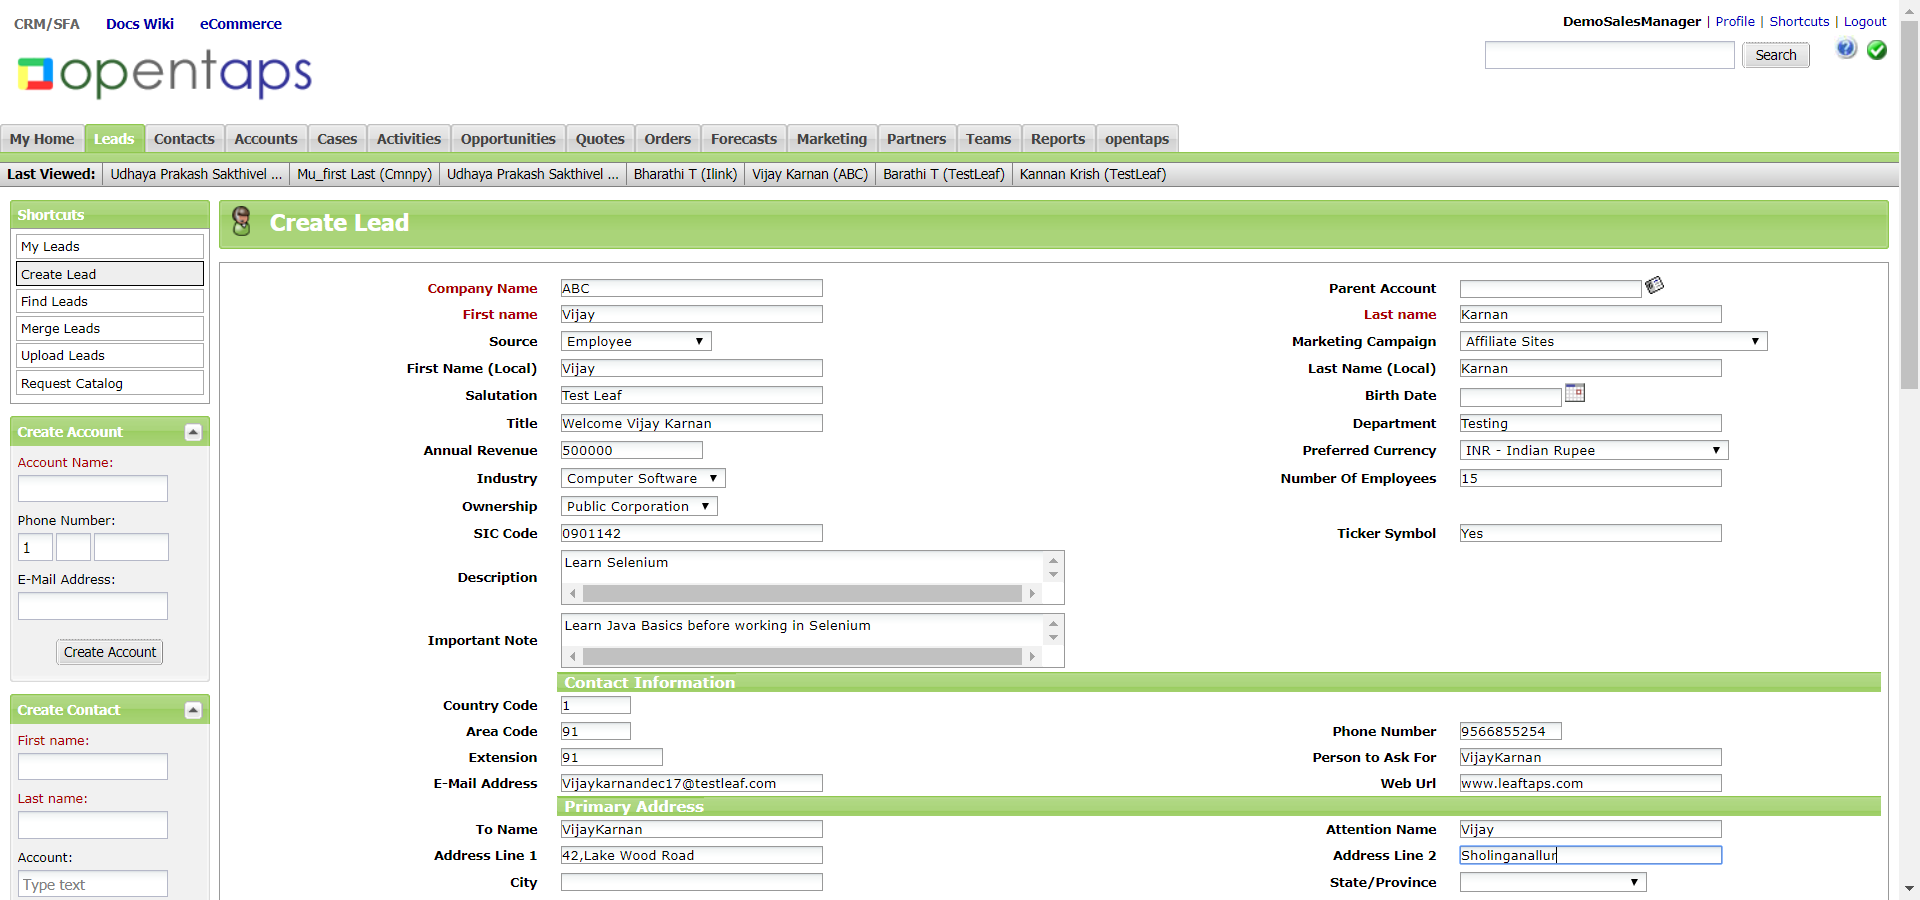 CRM/SFA Docs Wiki eCommerce
DemoSalesManager | Profile | Shortcuts | Logout
opentaps
Search
?
My Home Leads Contacts Accounts Cases Activities Opportunities Quotes Orders Forecasts Marketing Partners Teams Reports opentaps
Last Viewed: Udhaya Prakash Sakthivel ... Mu_first Last (Cmnpy) Udhaya Prakash Sakthivel ... Bharathi T (Ilink) Vijay Karnan (ABC) Barathi T (TestLeaf) Kannan Krish (TestLeaf)
Shortcuts
My Leads
Create Lead
Find Leads
Merge Leads
Upload Leads
Request Catalog
Create Account
Account Name:
Phone Number:
1
E-Mail Address:
Create Account
Create Contact
First name:
Last name:
Account:
Type text
Create Lead
Company Name ABC Parent Account
First name Vijay Last name Karnan
Source Employee Marketing Campaign Affiliate Sites
First Name (Local) Vijay Last Name (Local) Karnan
Salutation Test Leaf Birth Date
Title Welcome Vijay Karnan Department Testing
Annual Revenue 500000 Preferred Currency INR - Indian Rupee
Industry Computer Software Number Of Employees 15
Ownership Public Corporation
SIC Code 0901142 Ticker Symbol Yes
Description Learn Selenium
Important Note Learn Java Basics before working in Selenium
Contact Information
Country Code 1
Area Code 91 Phone Number 9566855254
Extension 91 Person to Ask For VijayKarnan
E-Mail Address Vijaykarnandec17@testleaf.com Web Url www.leaftaps.com
Primary Address
To Name VijayKarnan Attention Name Vijay
Address Line 1 42,Lake Wood Road Address Line 2 Sholinganallur
City State/Province